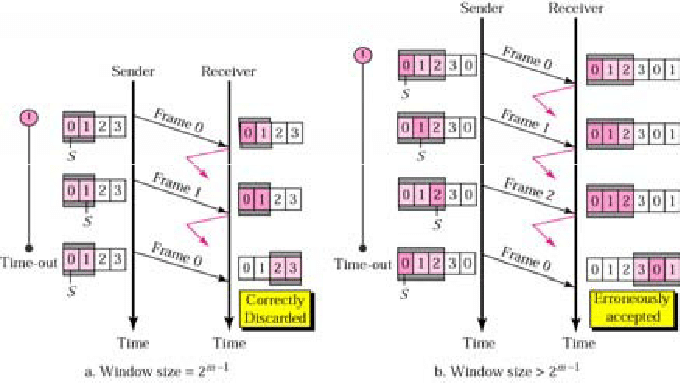 Sender
Receiver
0 1 2 3 0
S
Frame 0
0 1 2 3 0 1
Sender
Receiver
!
0 1 2 3
S
Frame 0
0 1 2 3
0 1 2 3
S
Frame 1
0 1 2 3
Time-out
0 1 2 3
S
Frame 0
0 1 2 3
Correctly
Discarded
Time
Time
a. Window size = 2^{m−1}
!
0 1 2 3 0
S
Frame 1
0 1 2 3 0 1
0 1 2 3 0
S
Frame 2
0 1 2 3 0 1
Time-out
0 1 2 3 0
S
Frame 0
0 1 2 3 0 1
Erroneously
accepted
Time
Time
b. Window size > 2^{m−1}